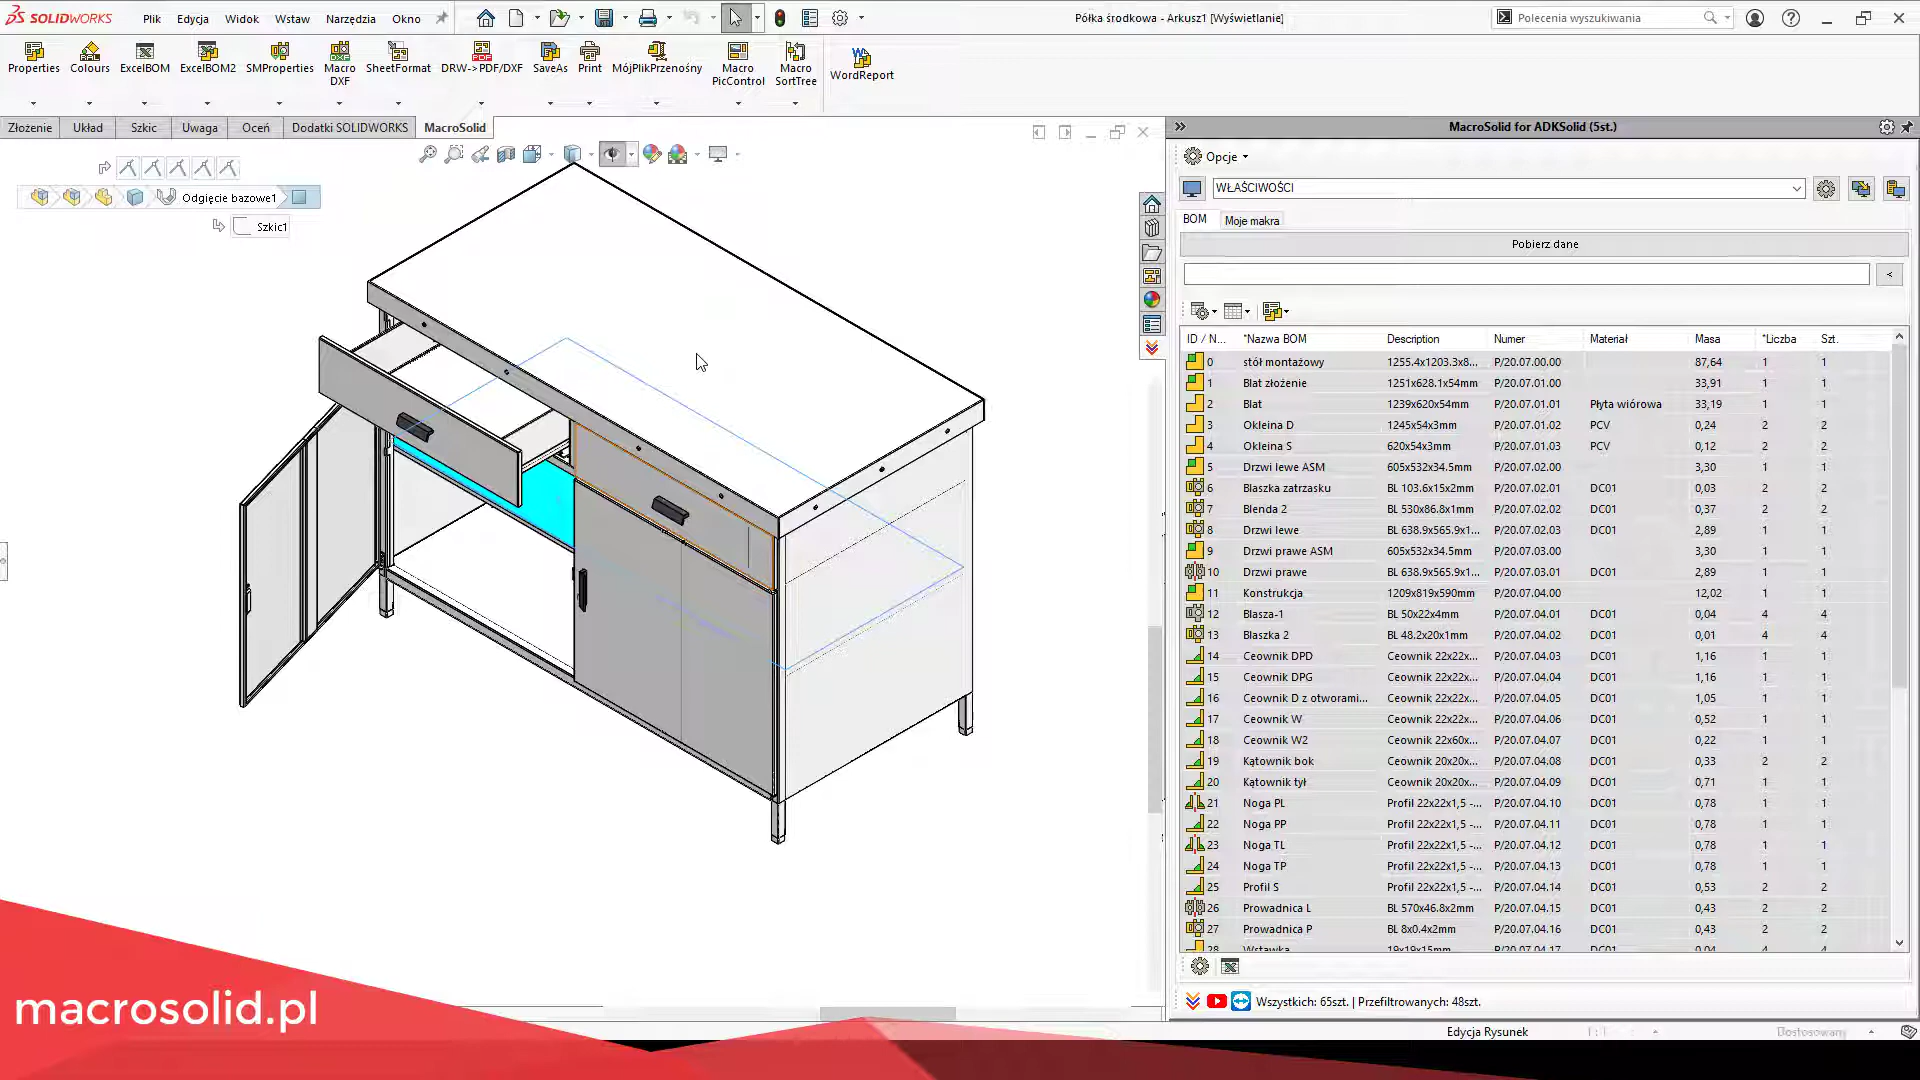 SOLIDWORKS Plik Edycja Widok Wstaw Narzędzia Okno Półka środkowa - Arkusz1 [Wyświetlanie] Polecenia wyszukiwania
Properties Colours ExcelBOM ExcelBOM2 SMProperties Macro DXF SheetFormat DRW->PDF/DXF SaveAs Print MójPlikPrzenośny Macro PicControl Macro SortTree WordReport
Złożenie Układ Szkic Uwaga Oceń Dodatki SOLIDWORKS MacroSolid
MacroSolid for ADKSolid (5st.)
Opcje
WŁAŚCIWOŚCI
Odgięcie bazowe1
Szkic1
BOM Moje makra
Pobierz dane
<
ID / N... *Nazwa BOM Description Numer Materiał Masa *Liczba Szt.
0 stół montażowy 1255.4x1203.3x8... P/20.07.00.00 87,64 1 1
1 Blat złożenie 1251x628.1x54mm P/20.07.01.00 33,91 1 1
2 Blat 1239x620x54mm P/20.07.01.01 Płyta wiórowa 33,19 1 1
3 Okleina D 1245x54x3mm P/20.07.01.02 PCV 0,24 2 2
4 Okleina S 620x54x3mm P/20.07.01.03 PCV 0,12 2 2
5 Drzwi lewe ASM 605x532x34.5mm P/20.07.02.00 3,30 1 1
6 Blaszka zatrzasku BL 103.6x15x2mm P/20.07.02.01 DC01 0,03 2 2
7 Blenda 2 BL 530x86.8x1mm P/20.07.02.02 DC01 0,37 2 2
8 Drzwi lewe BL 638.9x565.9x1... P/20.07.02.03 DC01 2,89 1 1
9 Drzwi prawe ASM 605x532x34.5mm P/20.07.03.00 3,30 1 1
10 Drzwi prawe BL 638.9x565.9x1... P/20.07.03.01 DC01 2,89 1 1
11 Konstrukcja 1209x819x590mm P/20.07.04.00 12,02 1 1
12 Blasza-1 BL 50x22x4mm P/20.07.04.01 DC01 0,04 4 4
13 Blaszka 2 BL 48.2x20x1mm P/20.07.04.02 DC01 0,01 4 4
14 Ceownik DPD Ceownik 22x22x... P/20.07.04.03 DC01 1,16 1 1
15 Ceownik DPG Ceownik 22x22x... P/20.07.04.04 DC01 1,16 1 1
16 Ceownik D z otworami... Ceownik 22x22x... P/20.07.04.05 DC01 1,05 1 1
17 Ceownik W Ceownik 22x22x... P/20.07.04.06 DC01 0,52 1 1
18 Ceownik W2 Ceownik 22x60x... P/20.07.04.07 DC01 0,22 1 1
19 Kątownik bok Ceownik 20x20x... P/20.07.04.08 DC01 0,33 2 2
20 Kątownik tył Ceownik 20x20x... P/20.07.04.09 DC01 0,71 1 1
21 Noga PL Profil 22x22x1,5 -... P/20.07.04.10 DC01 0,78 1 1
22 Noga PP Profil 22x22x1,5 -... P/20.07.04.11 DC01 0,78 1 1
23 Noga TL Profil 22x22x1,5 -... P/20.07.04.12 DC01 0,78 1 1
24 Noga TP Profil 22x22x1,5 -... P/20.07.04.13 DC01 0,78 1 1
25 Profil S Profil 22x22x1,5 -... P/20.07.04.14 DC01 0,53 2 2
26 Prowadnica L BL 570x46.8x2mm P/20.07.04.15 DC01 0,43 2 2
27 Prowadnica P BL 8x0.4x2mm P/20.07.04.16 DC01 0,43 2 2
28 Wstawka 19x19x15mm P/20.07.04.17 DC01 0,04 4 4
Wszystkich: 65szt. | Przefiltrowanych: 48szt.
macrosolid.pl
Edycja Rysunek 1:1 Dostosowany